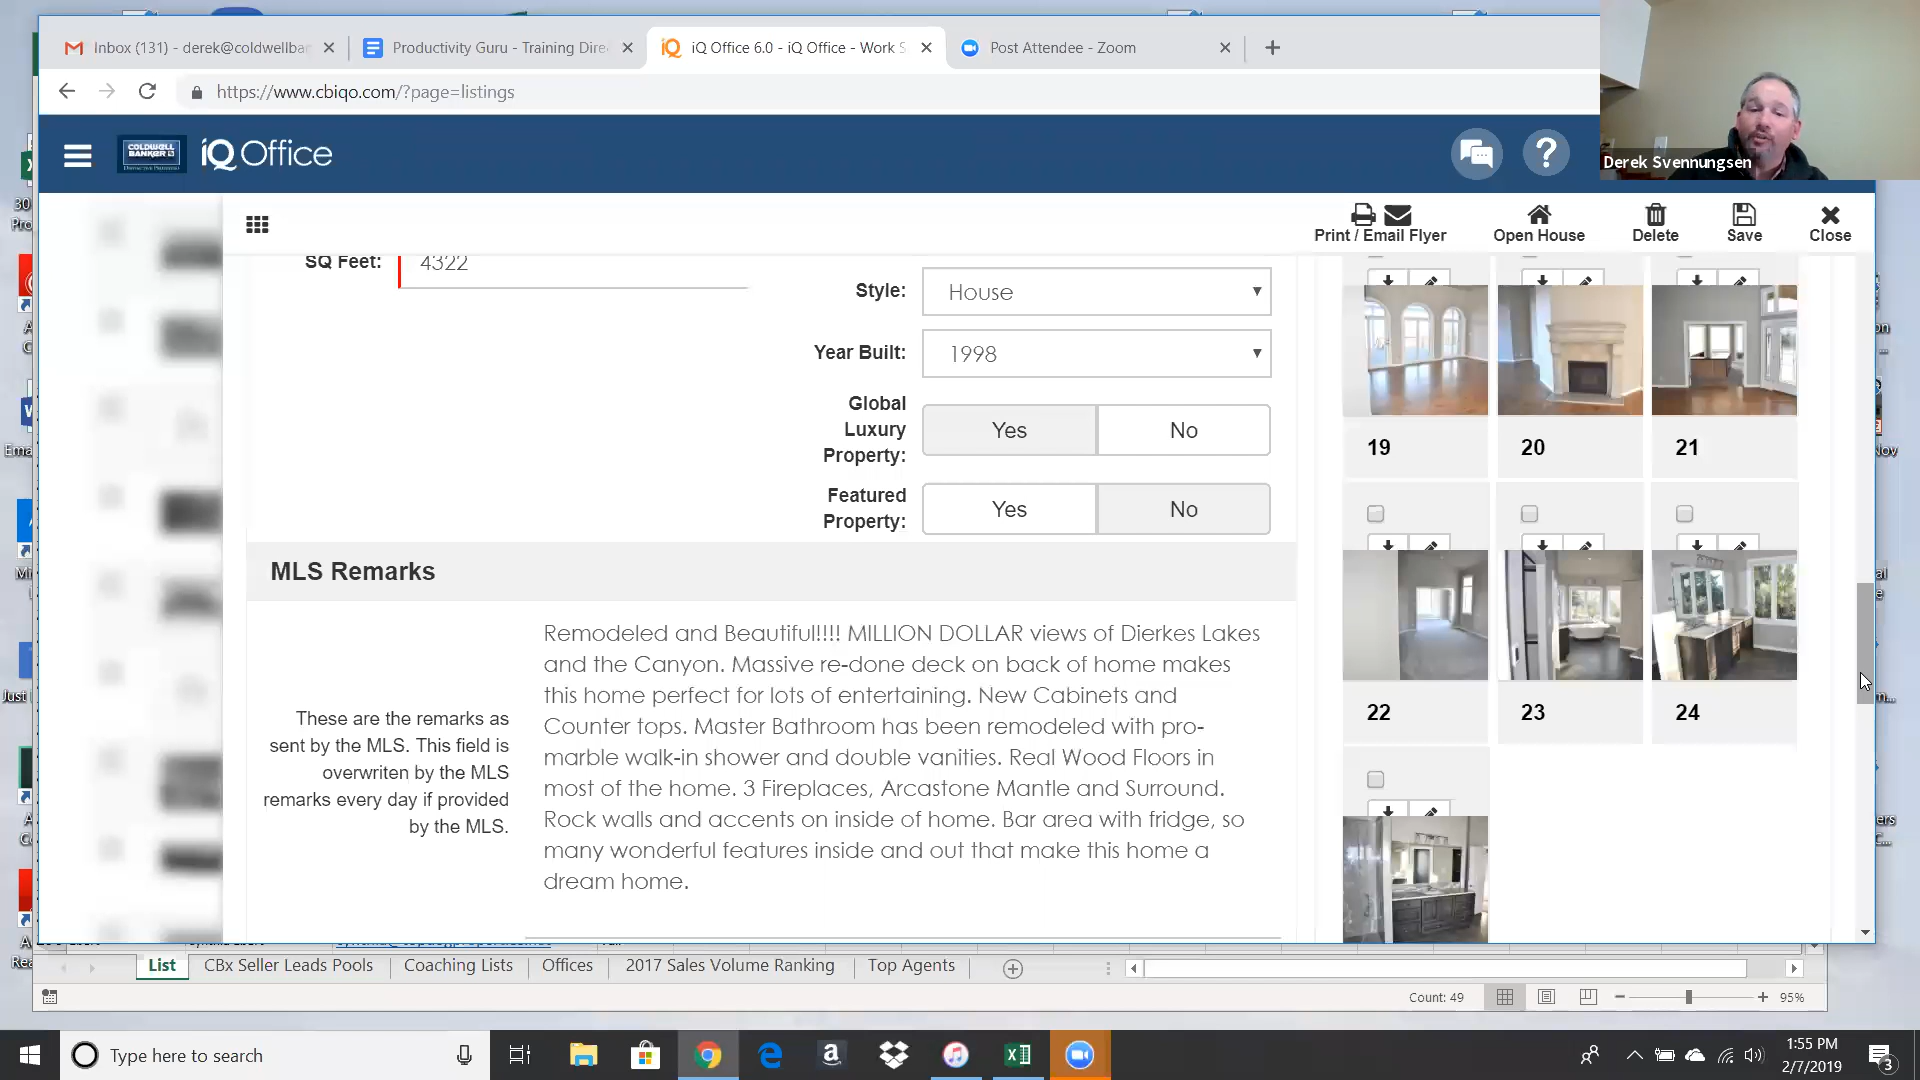 Inbox (131) - derek@coldwellba
Productivity Guru - Training Dire
iQ Office 6.0 - iQ Office - Work S
Post Attendee - Zoom
https://www.cbiqo.com/?page=listings
COLDWELL BANKER
iQ Office
Derek Svennungsen
Print / Email Flyer
Open House
Delete
Save
Close
SQ Feet:
4322
Style:
House
Year Built:
1998
Global
Luxury
Property:
Yes
No
Featured
Property:
Yes
No
19
20
21
22
23
24
MLS Remarks
These are the remarks as
sent by the MLS. This field is
overwriten by the MLS
remarks every day if provided
by the MLS.
Remodeled and Beautiful!!!! MILLION DOLLAR views of Dierkes Lakes
and the Canyon. Massive re-done deck on back of home makes
this home perfect for lots of entertaining. New Cabinets and
Counter tops. Master Bathroom has been remodeled with pro-
marble walk-in shower and double vanities. Real Wood Floors in
most of the home. 3 Fireplaces, Arcastone Mantle and Surround.
Rock walls and accents on inside of home. Bar area with fridge, so
many wonderful features inside and out that make this home a
dream home.
List
CBx Seller Leads Pools
Coaching Lists
Offices
2017 Sales Volume Ranking
Top Agents
Count: 49
95%
Type here to search
1:55 PM
2/7/2019
3